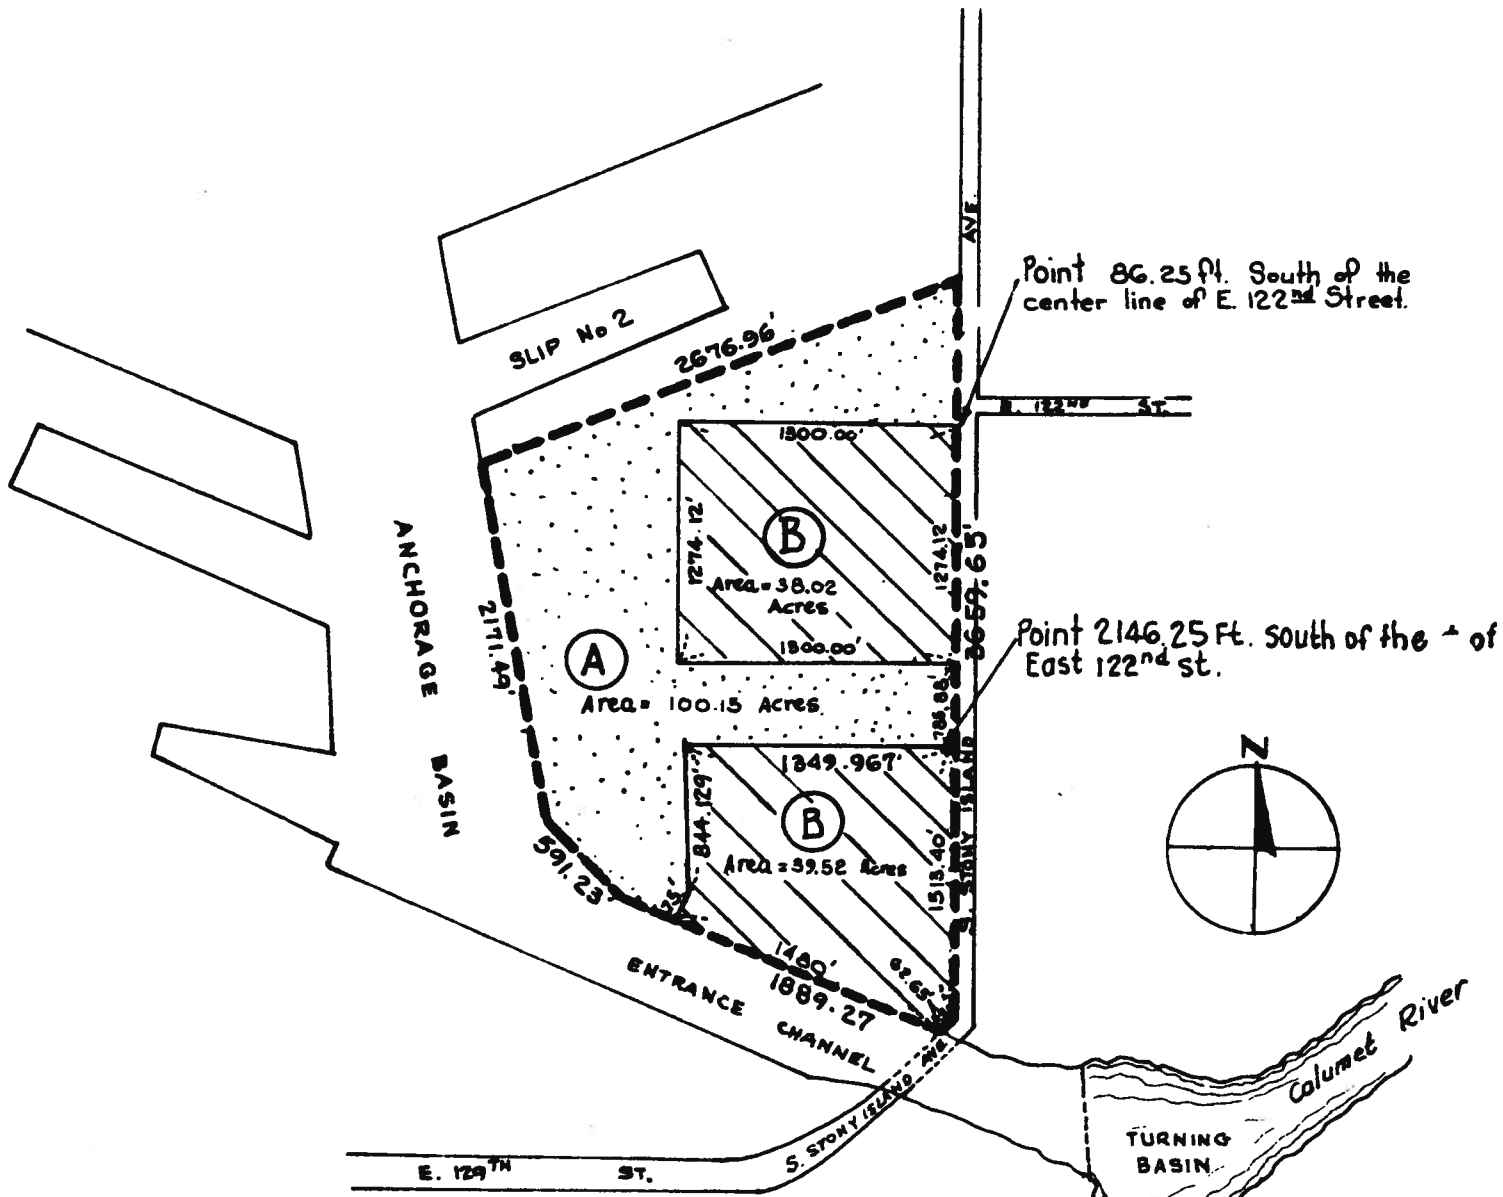 AVE.
Point 86.25 ft. South of the
center line of E. 122nd Street.
SLIP No 2
2676.96'
E. 122ND ST.
1300.00'
ANCHORAGE BASIN
1274.12'
B
1274.12
3659.65'
Area = 38.02
Acres
2171.49'
1300.00'
Point 2146.25 Ft. South of the of
East 122nd st.
A
Area = 100.15 Acres
786.88'
N
1349.967'
844.129'
B
Area = 39.52 Acres
1513.40'
S. STONY ISLAND
591.23'
1480'
62.65'
1889.27
ENTRANCE CHANNEL
Calumet River
S. STONY ISLAND AVE.
TURNING
BASIN
E. 129TH ST.